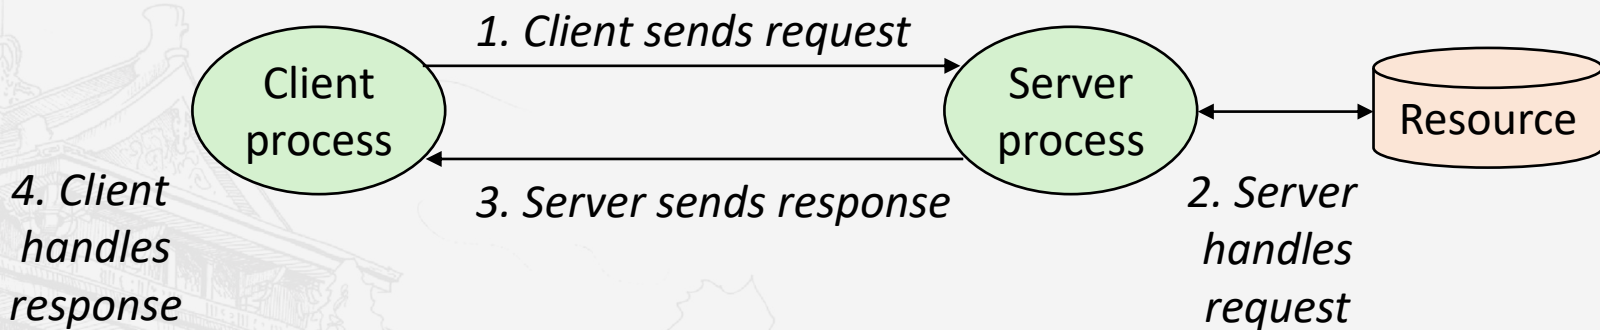 1. Client sends request
Client
process
Server
process
Resource
3. Server sends response
4. Client
handles
response
2. Server
handles
request